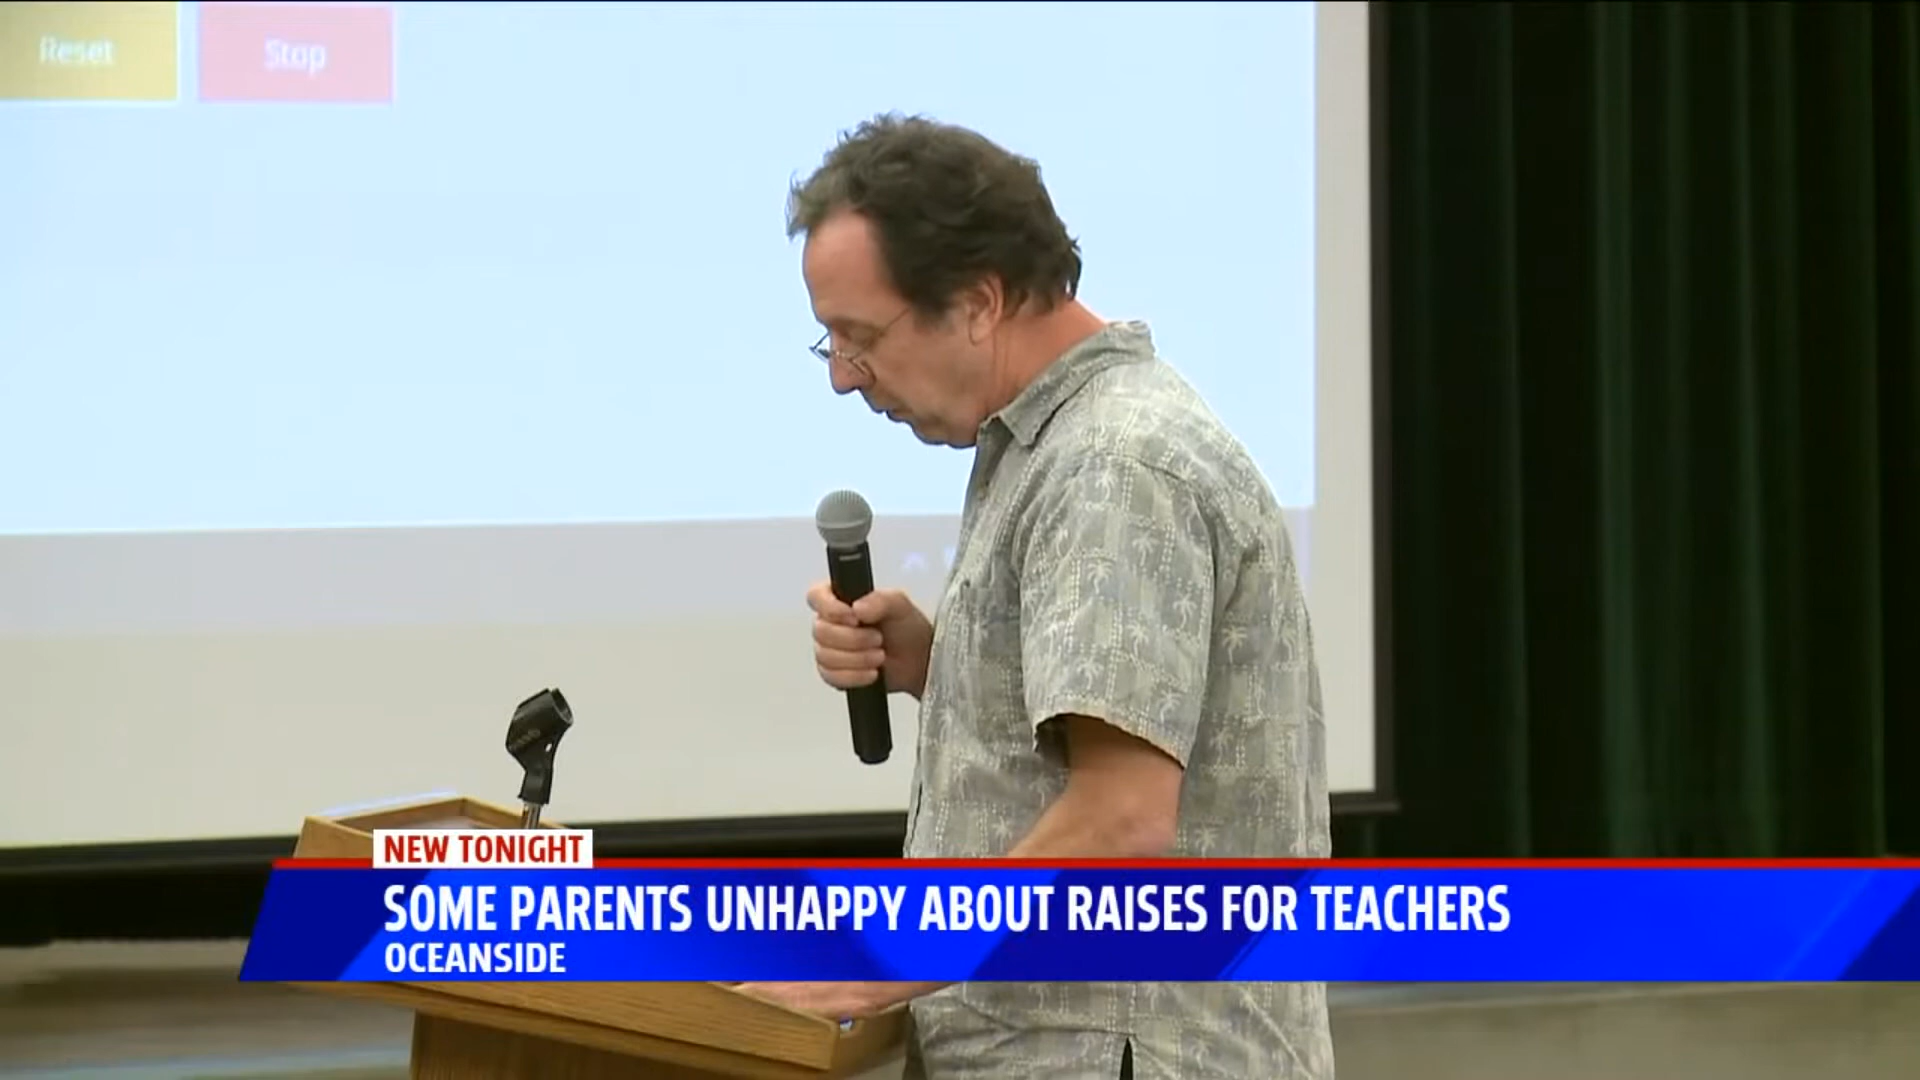 Reset
Stop
NEW TONIGHT
SOME PARENTS UNHAPPY ABOUT RAISES FOR TEACHERS
OCEANSIDE